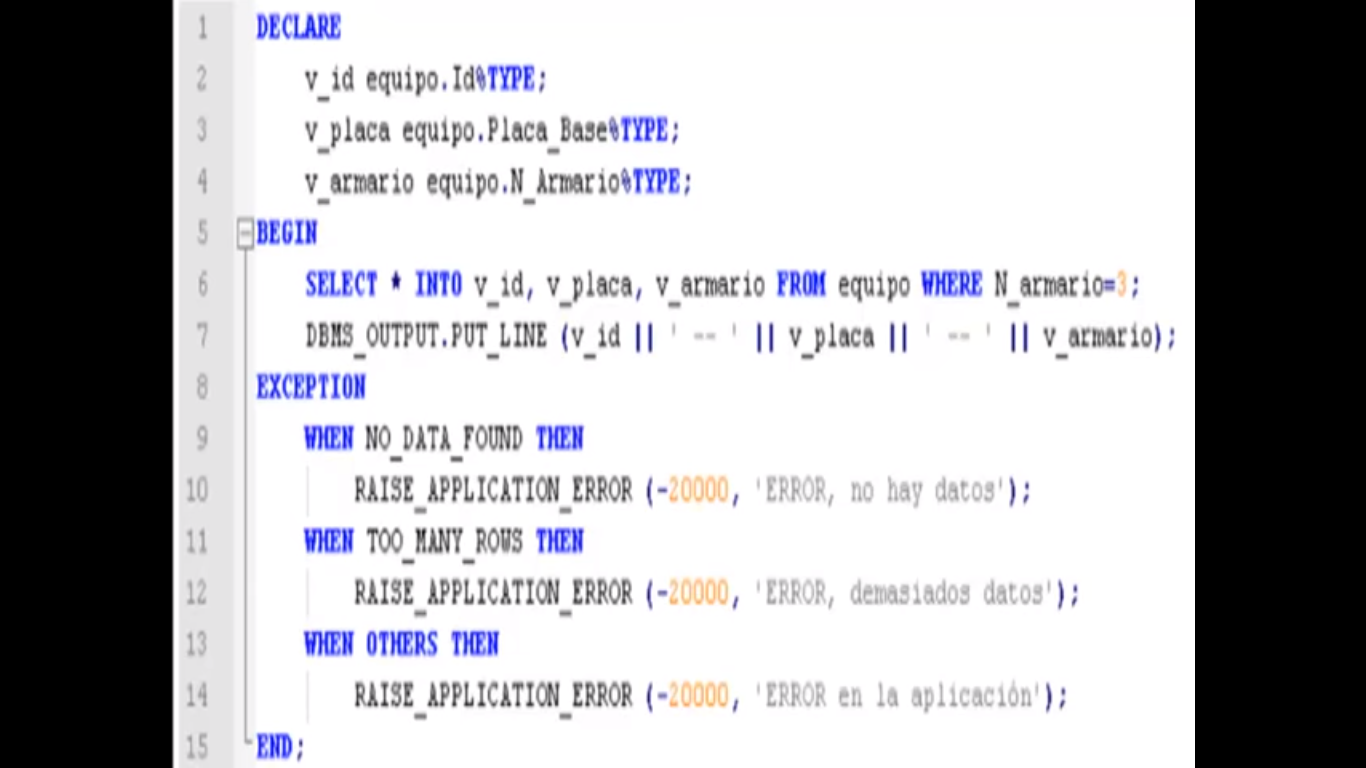 1 DECLARE
2 v_id equipo.Id%TYPE;
3 v_placa equipo.Placa_Base%TYPE;
4 v_armario equipo.N_Armario%TYPE;
5 BEGIN
6 SELECT * INTO v_id, v_placa, v_armario FROM equipo WHERE N_armario=3;
7 DBMS_OUTPUT.PUT_LINE (v_id || ' -- ' || v_placa || ' -- ' || v_armario);
8 EXCEPTION
9 WHEN NO_DATA_FOUND THEN
10 RAISE_APPLICATION_ERROR (-20000, 'ERROR, no hay datos');
11 WHEN TOO_MANY_ROWS THEN
12 RAISE_APPLICATION_ERROR (-20000, 'ERROR, demasiados datos');
13 WHEN OTHERS THEN
14 RAISE_APPLICATION_ERROR (-20000, 'ERROR en la aplicación');
15 END;